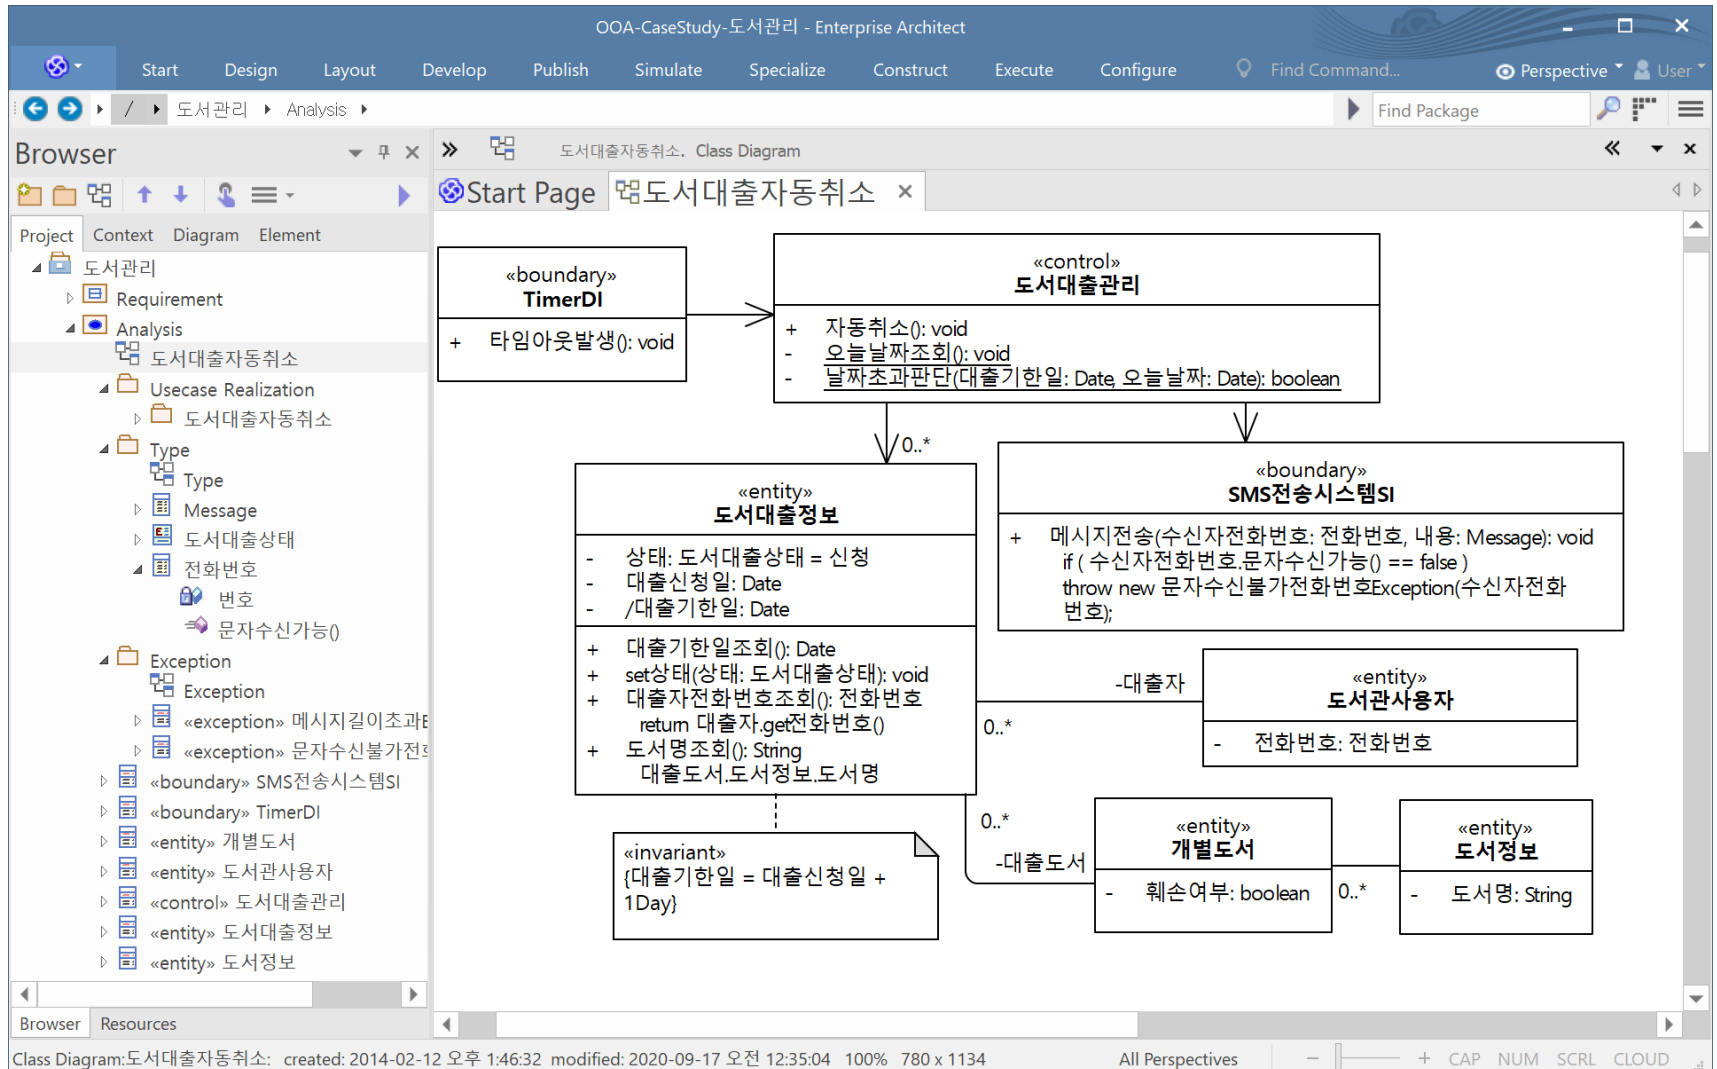 OOA-CaseStudy-도서관리 - Enterprise Architect
Start Design Layout Develop Publish Simulate Specialize Construct Execute Configure Find Command... Perspective User
/ 도서관리 Analysis Find Package
Browser
도서대출자동취소. Class Diagram
Start Page 도서대출자동취소
Project Context Diagram Element
도서관리
Requirement
Analysis
도서대출자동취소
Usecase Realization
도서대출자동취소
Type
Type
Message
도서대출상태
전화번호
번호
문자수신가능()
Exception
Exception
«exception» 메시지길이초과E
«exception» 문자수신불가전
«boundary» SMS전송시스템SI
«boundary» TimerDI
«entity» 개별도서
«entity» 도서관사용자
«control» 도서대출관리
«entity» 도서대출정보
«entity» 도서정보
Browser Resources
«boundary»
TimerDI
+ 타임아웃발생(): void
«control»
도서대출관리
+ 자동취소(): void
- 오늘날짜조회(): void
- 날짜초과판단(대출기한일: Date, 오늘날짜: Date): boolean
0..*
«entity»
도서대출정보
- 상태: 도서대출상태 = 신청
- 대출신청일: Date
- /대출기한일: Date
+ 대출기한일조회(): Date
+ set상태(상태: 도서대출상태): void
+ 대출자전화번호조회(): 전화번호
return 대출자.get전화번호()
+ 도서명조회(): String
대출도서.도서정보.도서명
«boundary»
SMS전송시스템SI
+ 메시지전송(수신자전화번호: 전화번호, 내용: Message): void
if ( 수신자전화번호.문자수신가능() == false )
throw new 문자수신불가전화번호Exception(수신자전화
번호);
-대출자
0..*
«entity»
도서관사용자
- 전화번호: 전화번호
«invariant»
{대출기한일 = 대출신청일 +
1Day}
0..*
-대출도서
«entity»
개별도서
- 훼손여부: boolean
0..*
«entity»
도서정보
- 도서명: String
Class Diagram:도서대출자동취소: created: 2014-02-12 오후 1:46:32 modified: 2020-09-17 오전 12:35:04 100% 780 x 1134 All Perspectives − + CAP NUM SCRL CLOUD